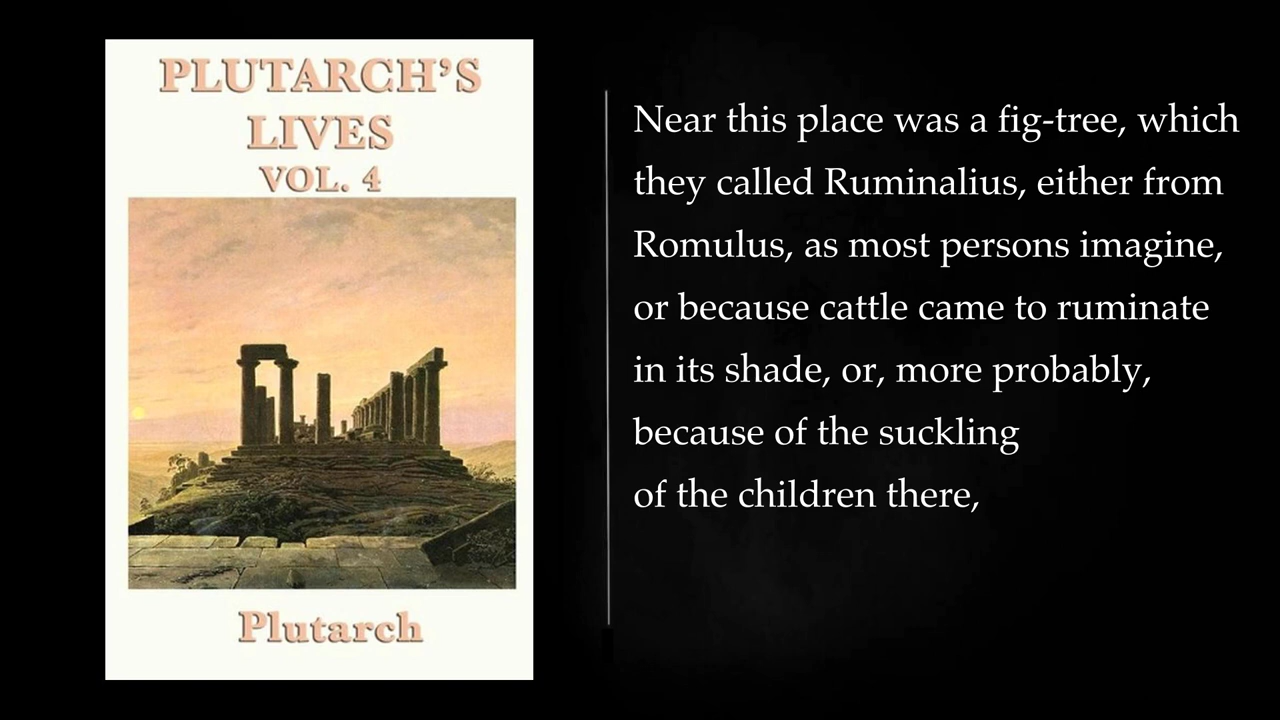 PLUTARCH'S
LIVES
VOL. 4
Plutarch
Near this place was a fig-tree, which
they called Ruminalius, either from
Romulus, as most persons imagine,
or because cattle came to ruminate
in its shade, or, more probably,
because of the suckling
of the children there,